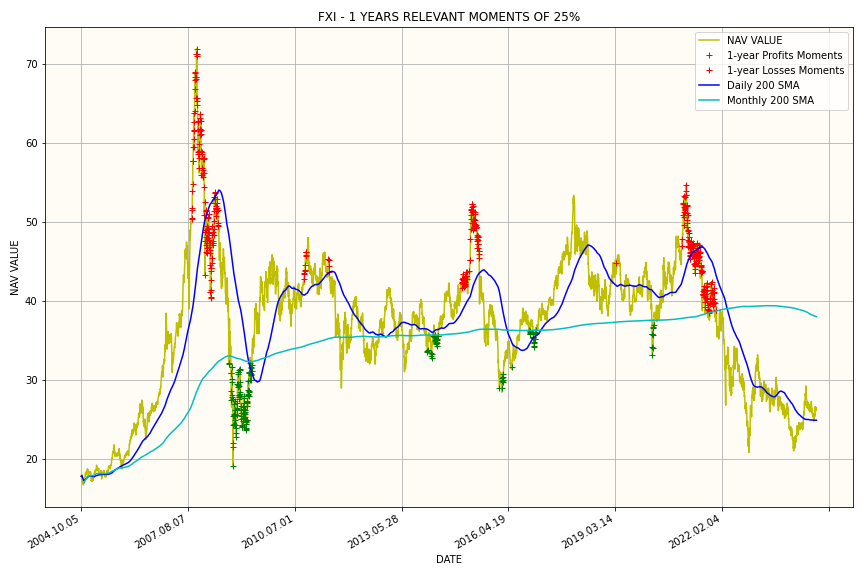 FXI - 1 YEARS RELEVANT MOMENTS OF 25%
NAV VALUE
1-year Profits Moments
1-year Losses Moments
Daily 200 SMA
Monthly 200 SMA
NAV VALUE
70
60
50
40
30
20
2004.10.05
2007.08.07
2010.07.01
2013.05.28
2016.04.19
2019.03.14
2022.02.04
DATE